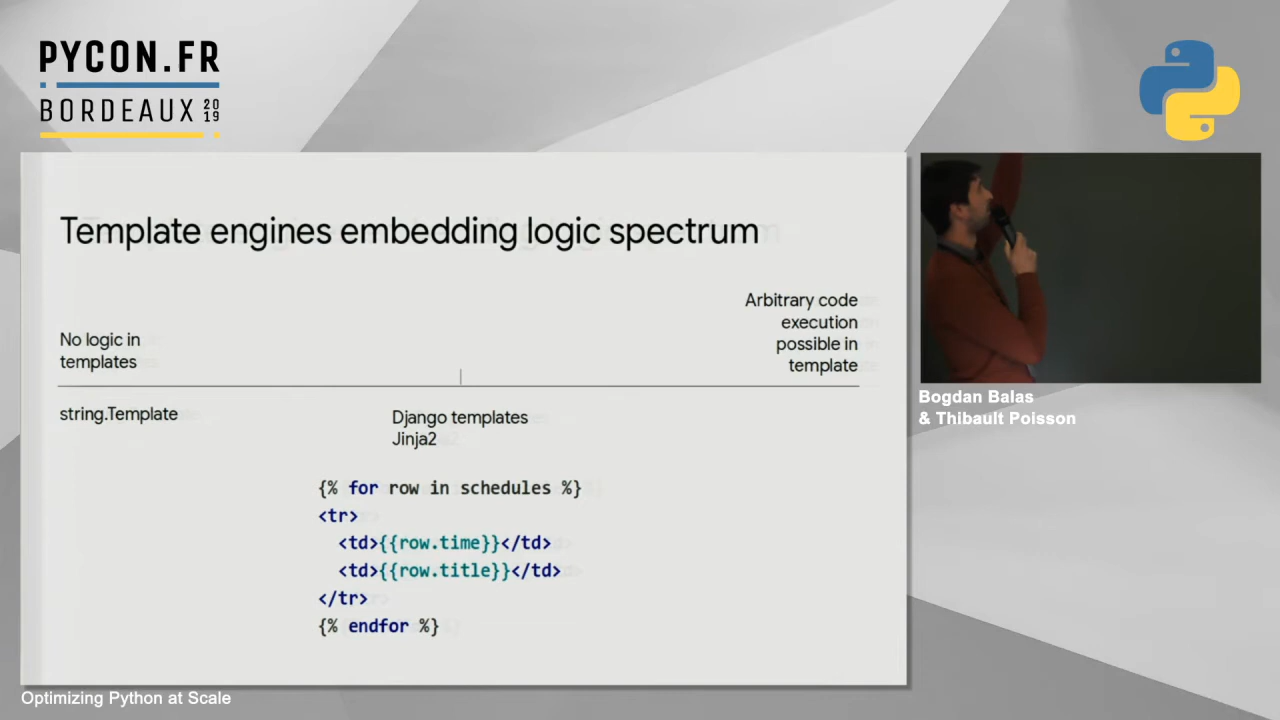 PYCON.FR
BORDEAUX 2019
Template engines embedding logic spectrum
Arbitrary code
execution
possible in
template
No logic in
templates
string.Template
Django templates
Jinja2
{% for row in schedules %}
<tr>
<td>{{row.time}}</td>
<td>{{row.title}}</td>
</tr>
{% endfor %}
Bogdan Balas
& Thibault Poisson
Optimizing Python at Scale